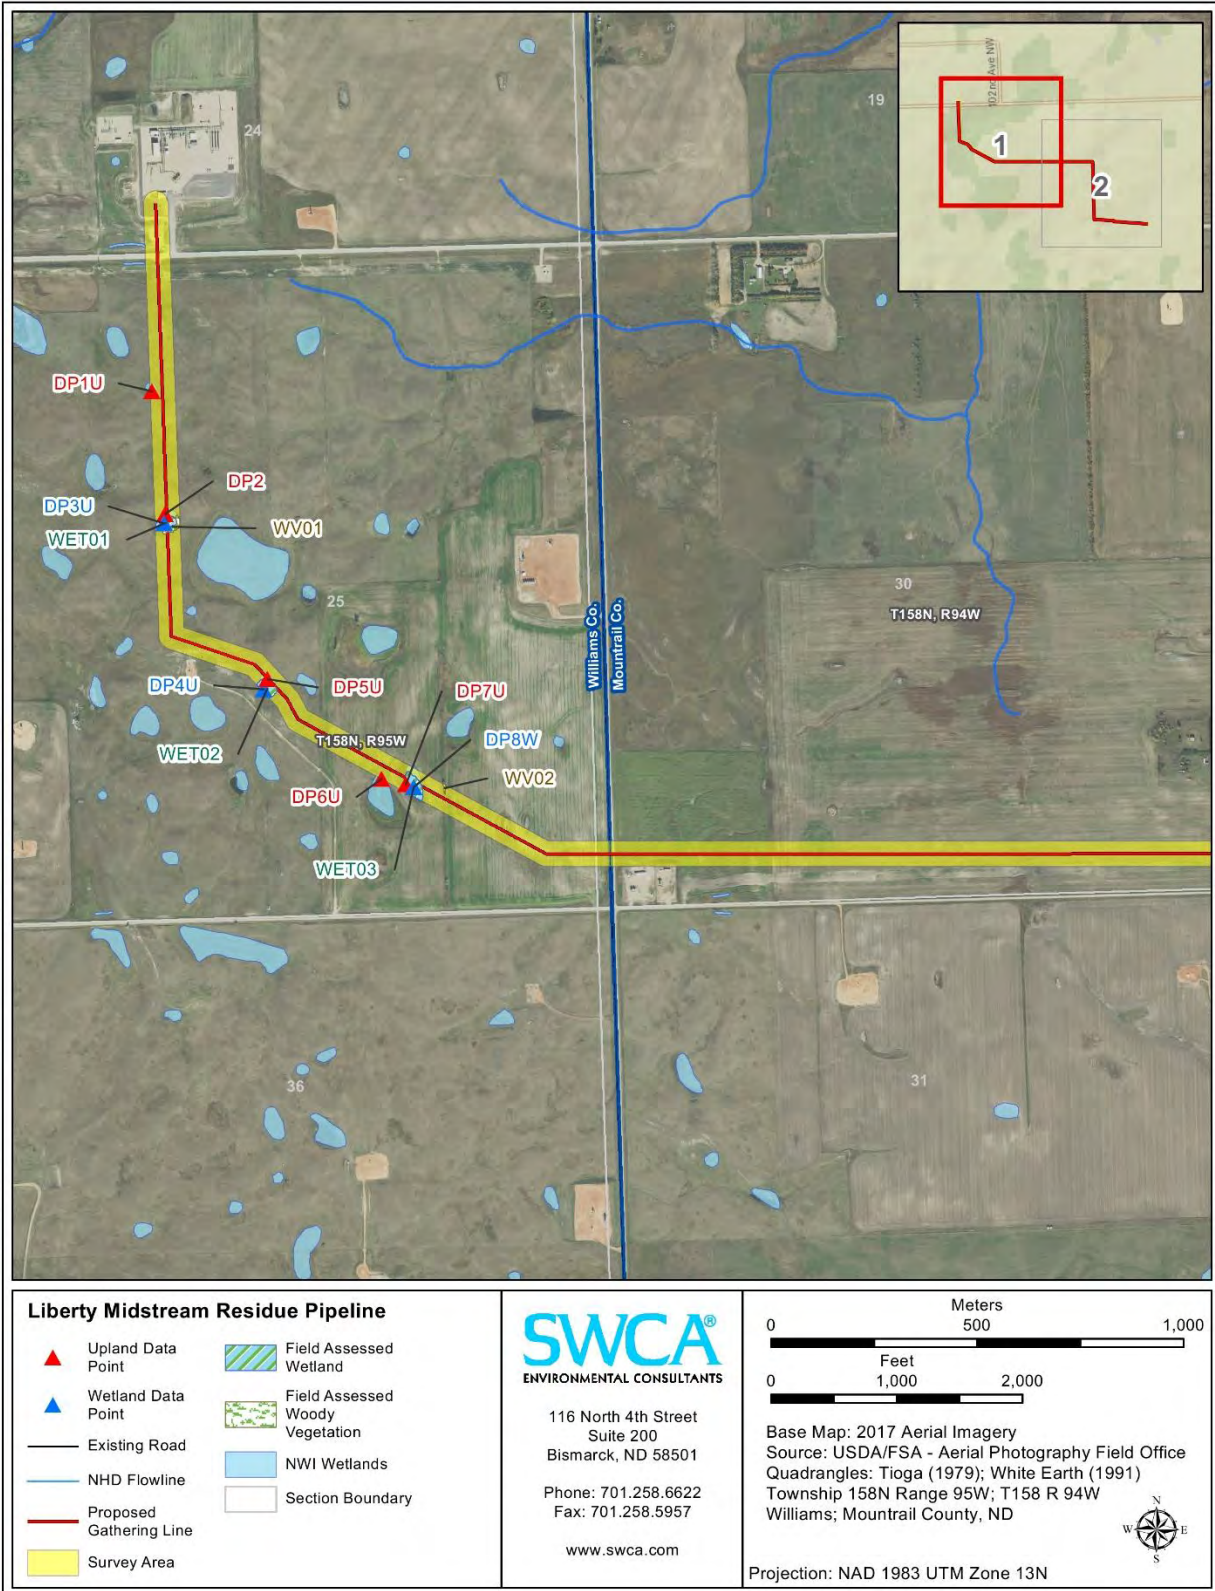 102nd Ave NW
1
2
24
19
DP1U
DP2
DP3U
WET01
WV01
25
30
T158N, R94W
Williams Co.
Mountrail Co.
DP4U
DP5U
DP7U
WET02
T158N, R95W
DP8W
DP6U
WV02
WET03
36
31
Liberty Midstream Residue Pipeline
Upland Data
Point
Wetland Data
Point
Existing Road
NHD Flowline
Proposed
Gathering Line
Survey Area
Field Assessed
Wetland
Field Assessed
Woody
Vegetation
NWI Wetlands
Section Boundary
SWCA®
ENVIRONMENTAL CONSULTANTS
116 North 4th Street
Suite 200
Bismarck, ND 58501
Phone: 701.258.6622
Fax: 701.258.5957
www.swca.com
Meters
0 500 1,000
Feet
0 1,000 2,000
Base Map: 2017 Aerial Imagery
Source: USDA/FSA - Aerial Photography Field Office
Quadrangles: Tioga (1979); White Earth (1991)
Township 158N Range 95W; T158 R 94W
Williams; Mountrail County, ND
N
W E
S
Projection: NAD 1983 UTM Zone 13N